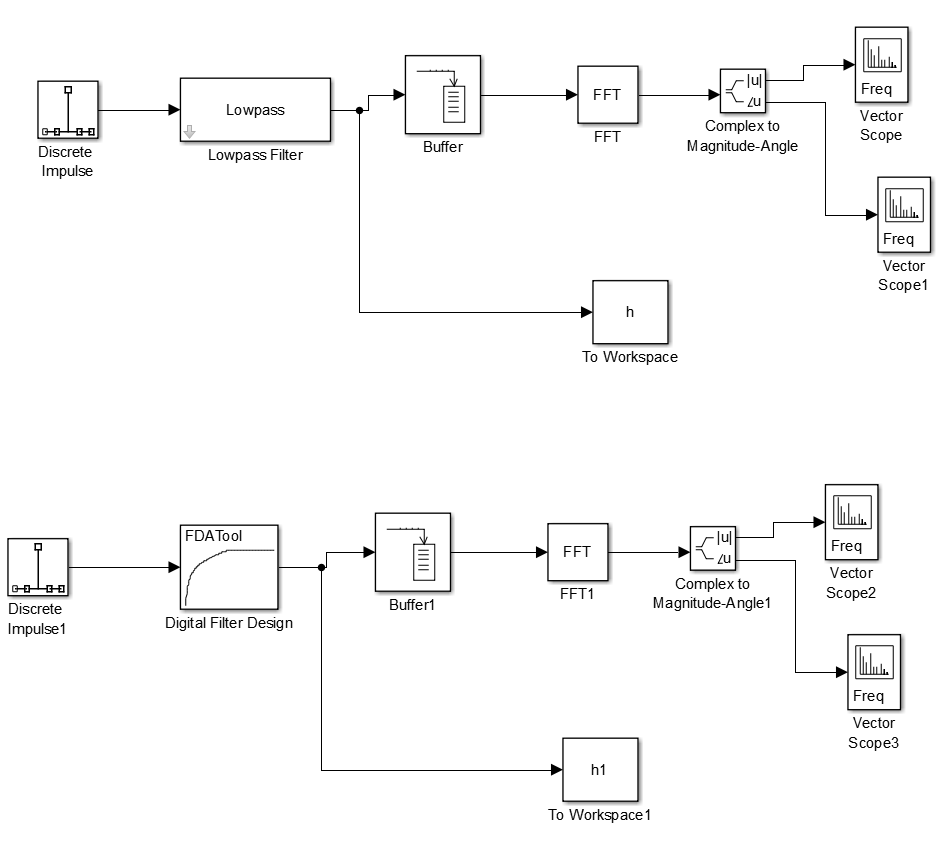 Discrete
Impulse
Lowpass
Lowpass Filter
Buffer
FFT
FFT
|u|
∠u
Complex to
Magnitude-Angle
Freq
Vector
Scope
Freq
Vector
Scope1
h
To Workspace
Discrete
Impulse1
FDATool
Digital Filter Design
Buffer1
FFT
FFT1
|u|
∠u
Complex to
Magnitude-Angle1
Freq
Vector
Scope2
Freq
Vector
Scope3
h1
To Workspace1